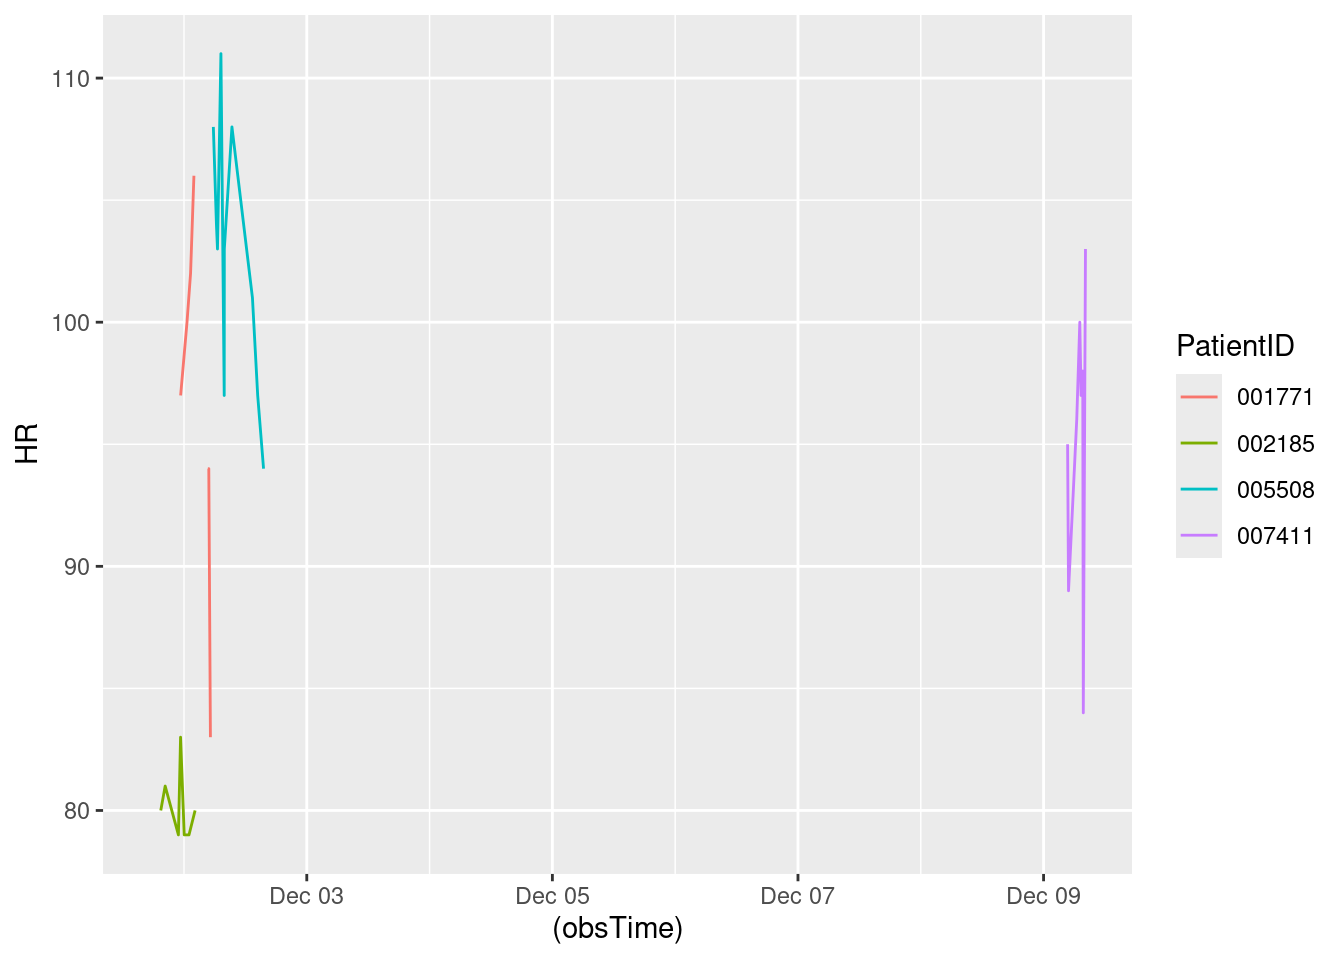 110
100
90
80
HR
Dec 03
Dec 05
Dec 07
Dec 09
(obsTime)
PatientID
001771
002185
005508
007411